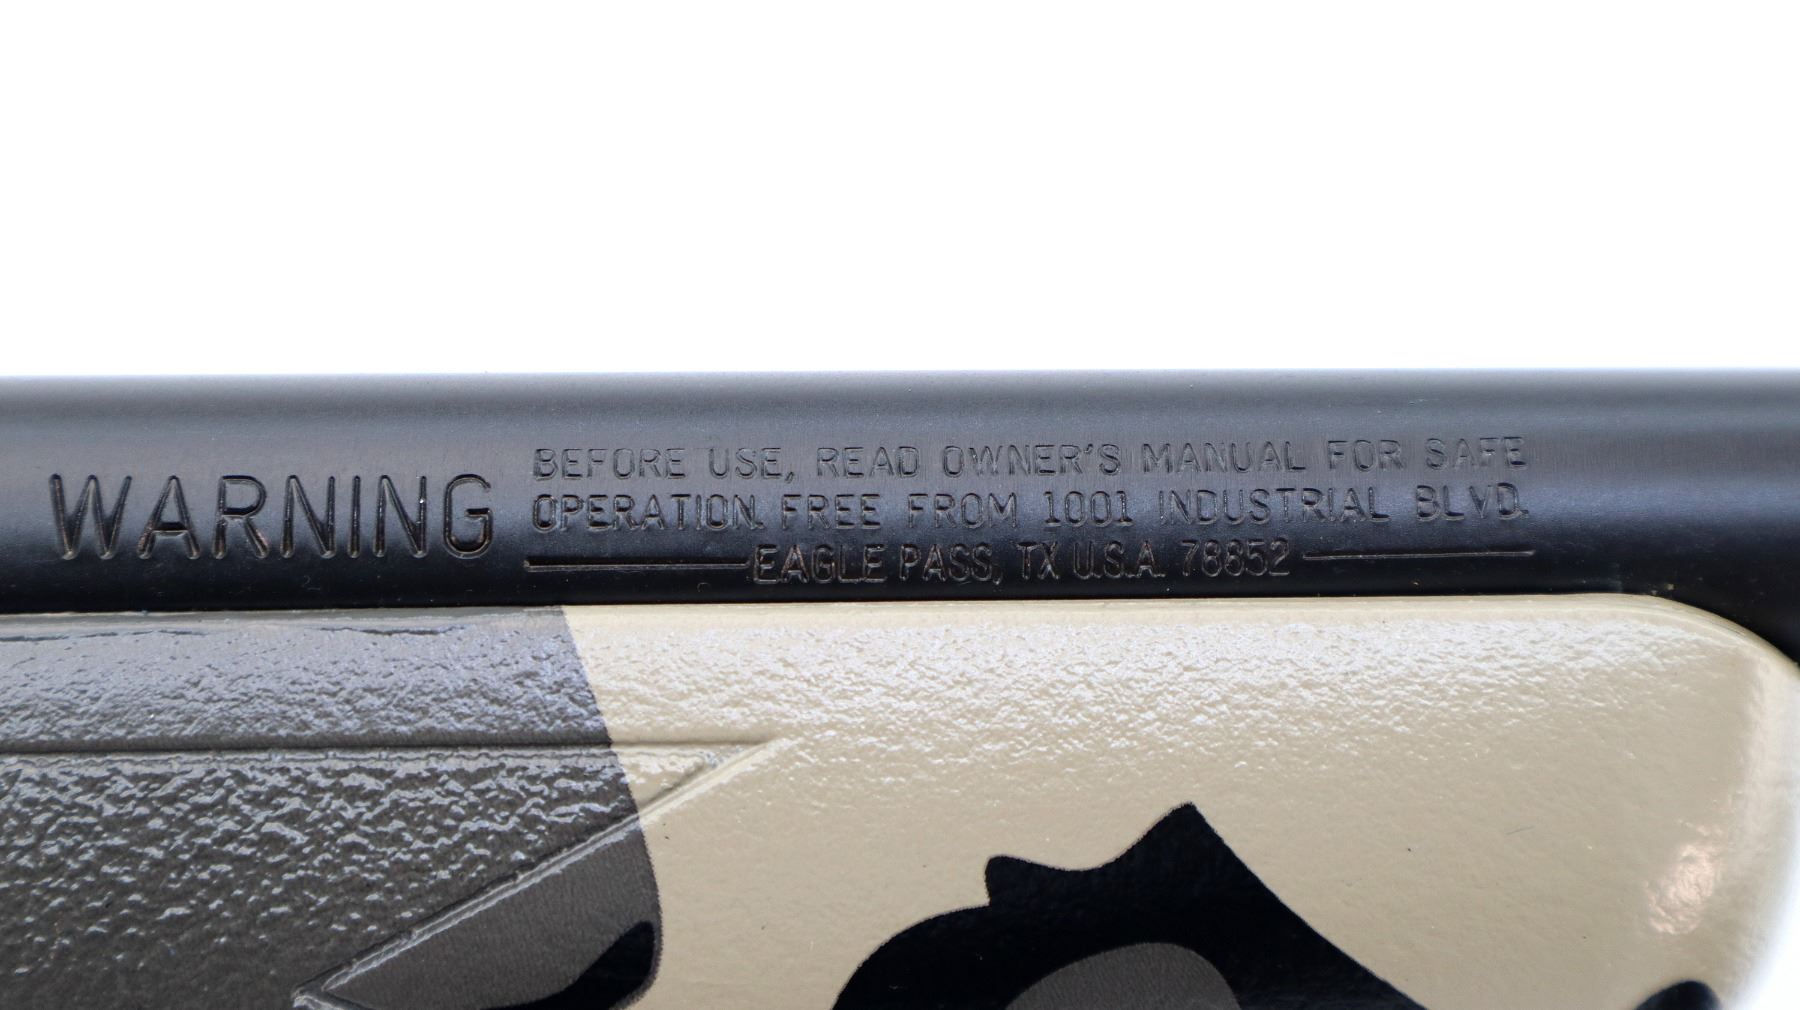 WARNING
BEFORE USE, READ OWNER'S MANUAL FOR SAFE
OPERATION. FREE FROM 1001 INDUSTRIAL BLVD.
EAGLE PASS, TX U.S.A. 78852